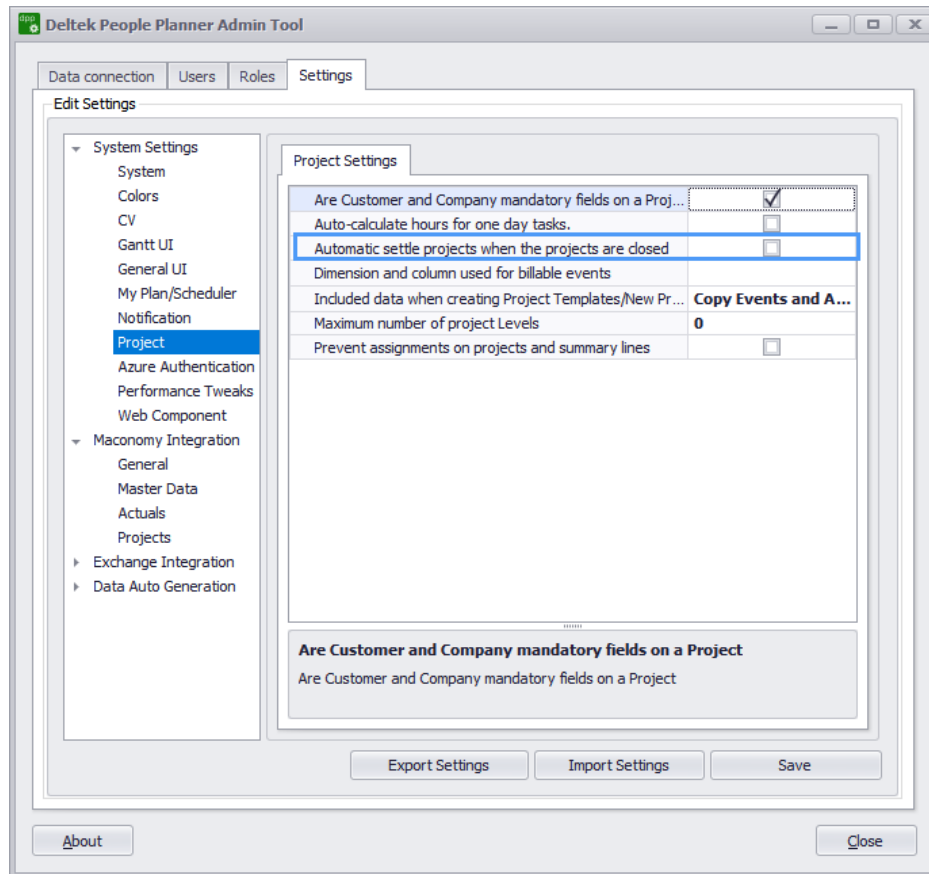 dpp
Deltek People Planner Admin Tool
Data connection Users Roles Settings
Edit Settings
System Settings
System
Colors
CV
Gantt UI
General UI
My Plan/Scheduler
Notification
Project
Azure Authentication
Performance Tweaks
Web Component
Maconomy Integration
General
Master Data
Actuals
Projects
Exchange Integration
Data Auto Generation
Project Settings
Are Customer and Company mandatory fields on a Proj...
Auto-calculate hours for one day tasks.
Automatic settle projects when the projects are closed
Dimension and column used for billable events
Included data when creating Project Templates/New Pr... Copy Events and A...
Maximum number of project Levels 0
Prevent assignments on projects and summary lines
Are Customer and Company mandatory fields on a Project
Are Customer and Company mandatory fields on a Project
Export Settings Import Settings Save
About Close